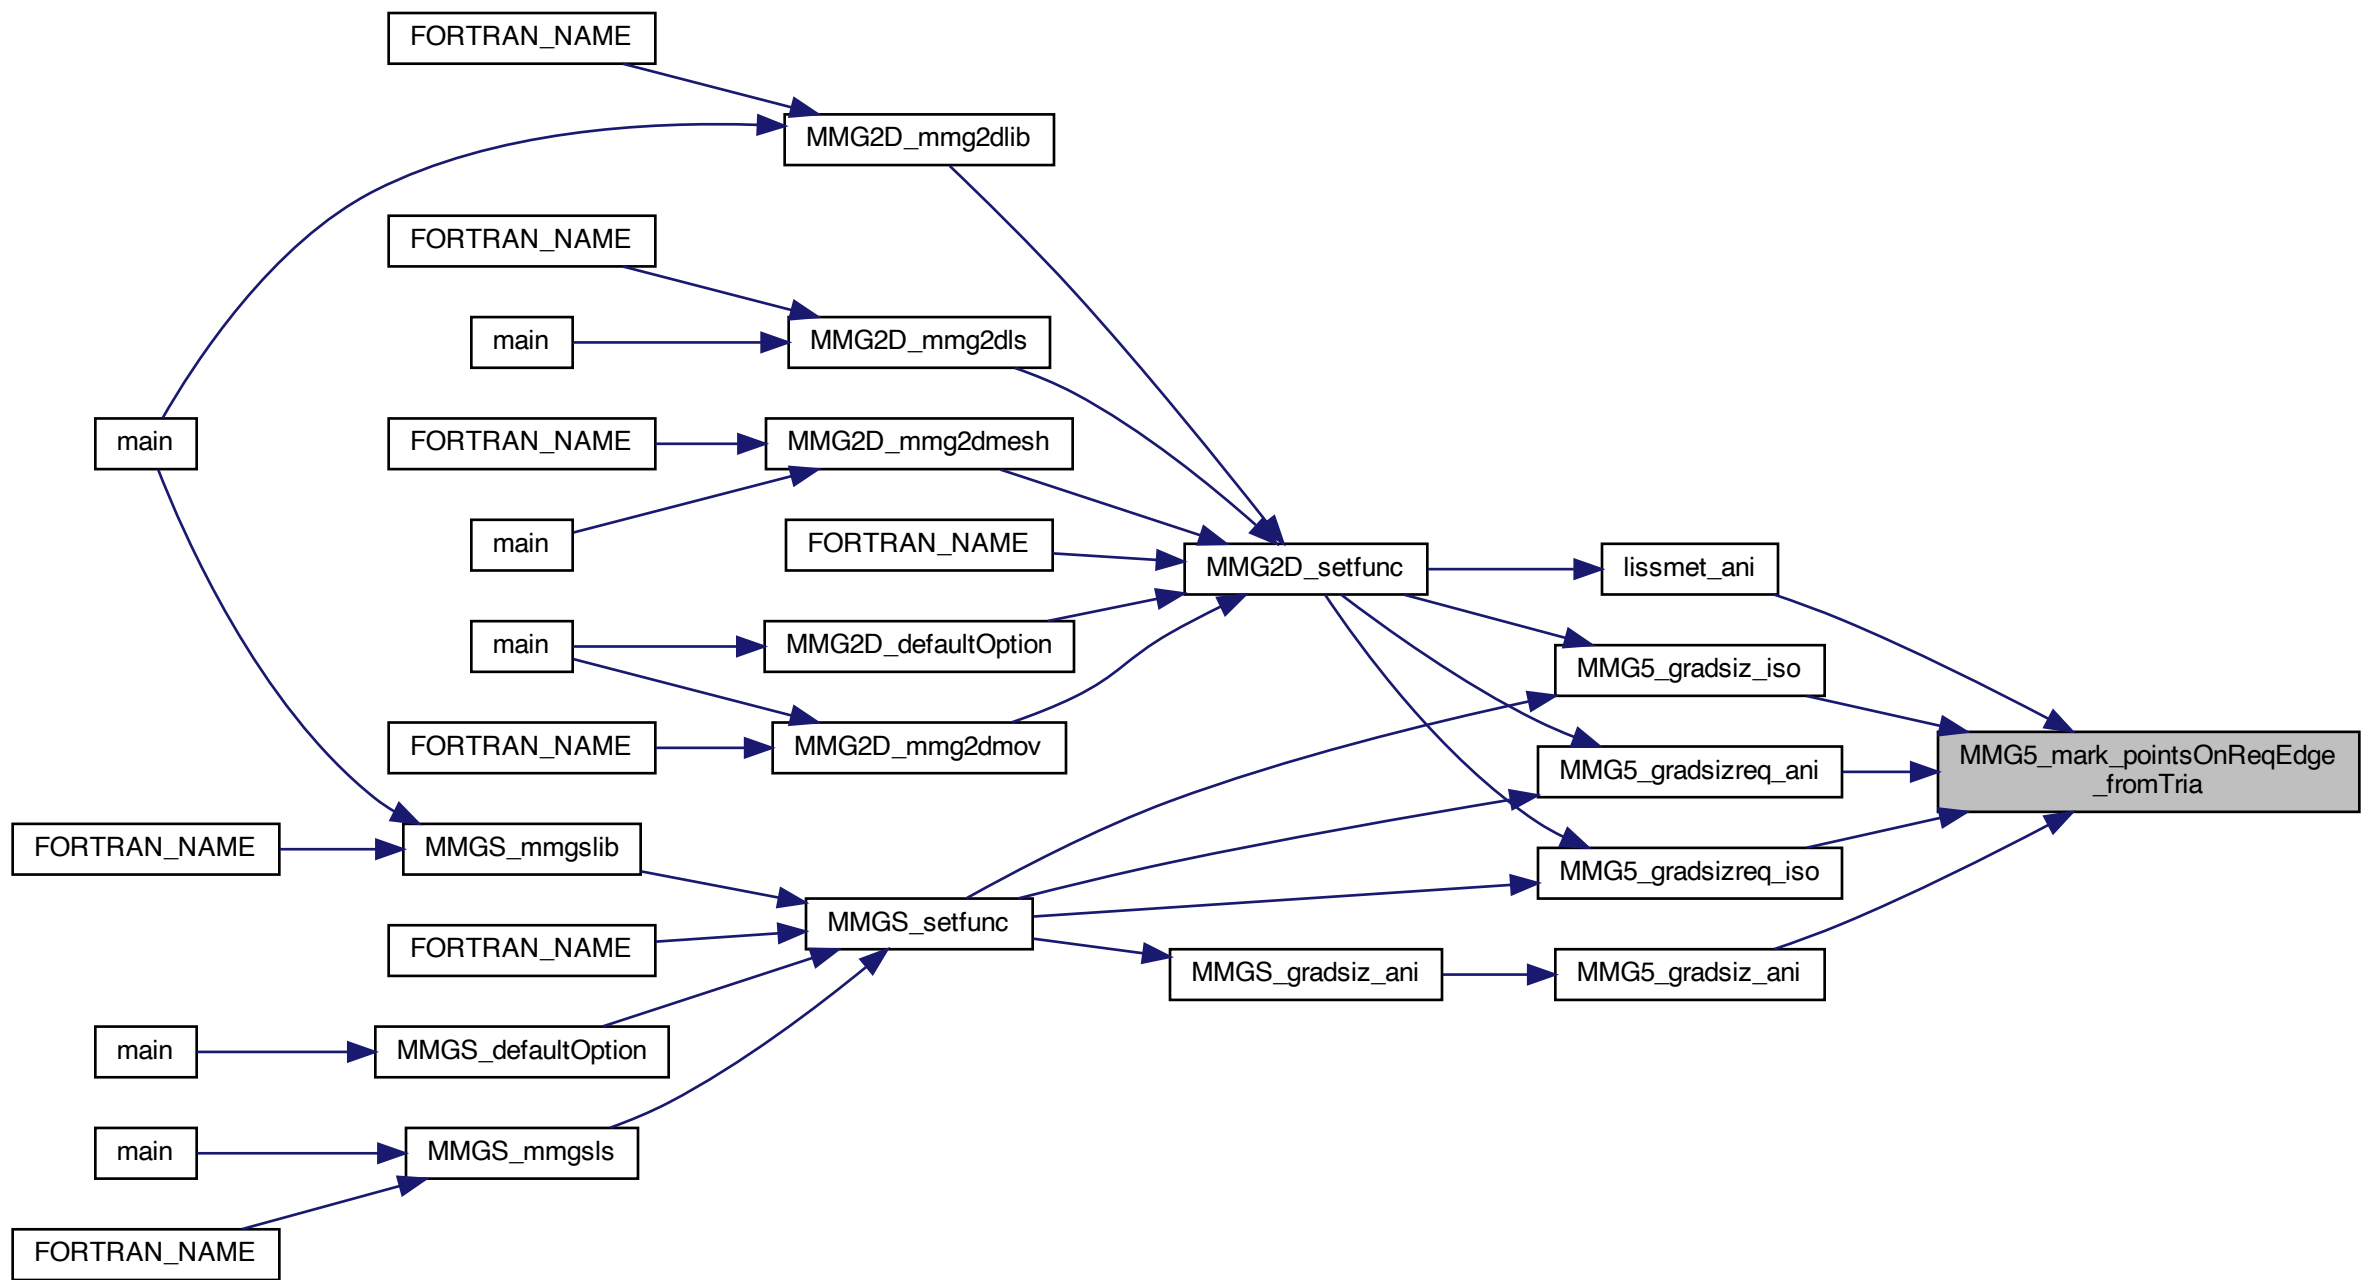 FORTRAN_NAME
MMG2D_mmg2dlib
FORTRAN_NAME
main
MMG2D_mmg2dls
main
FORTRAN_NAME
MMG2D_mmg2dmesh
main
FORTRAN_NAME
MMG2D_setfunc
lissmet_ani
main
MMG2D_defaultOption
MMG5_gradsiz_iso
FORTRAN_NAME
MMG2D_mmg2dmov
MMG5_gradsizreq_ani
MMG5_mark_pointsOnReqEdge
_fromTria
FORTRAN_NAME
MMGS_mmgslib
MMG5_gradsizreq_iso
MMGS_setfunc
FORTRAN_NAME
MMGS_gradsiz_ani
MMG5_gradsiz_ani
main
MMGS_defaultOption
main
MMGS_mmgsls
FORTRAN_NAME